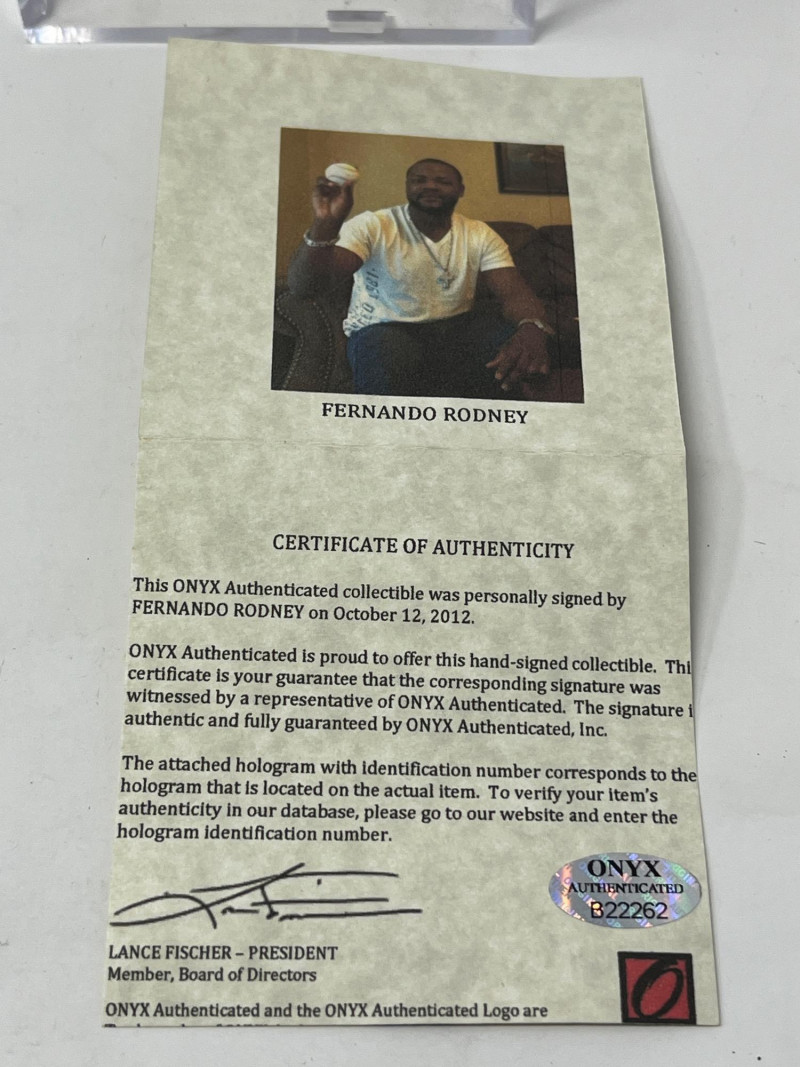 FERNANDO RODNEY
CERTIFICATE OF AUTHENTICITY
This ONYX Authenticated collectible was personally signed by
FERNANDO RODNEY on October 12, 2012.
ONYX Authenticated is proud to offer this hand-signed collectible. Thi
certificate is your guarantee that the corresponding signature was
witnessed by a representative of ONYX Authenticated. The signature i
authentic and fully guaranteed by ONYX Authenticated, Inc.
The attached hologram with identification number corresponds to the
hologram that is located on the actual item. To verify your item's
authenticity in our database, please go to our website and enter the
hologram identification number.
ONYX
AUTHENTICATED
B22262
LANCE FISCHER – PRESIDENT
Member, Board of Directors
ONYX Authenticated and the ONYX Authenticated Logo are